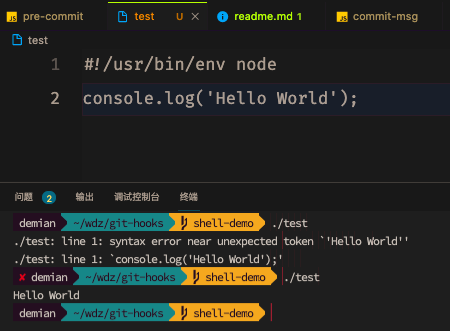 JS pre-commit test U × readme.md 1 JS commit-msg
test
1 #!/usr/bin/env node
2 console.log('Hello World');
问题 2 输出 调试控制台 终端
demian ~/wdz/git-hooks shell-demo ./test
./test: line 1: syntax error near unexpected token `'Hello World''
./test: line 1: `console.log('Hello World');'
✘ demian ~/wdz/git-hooks shell-demo ./test
Hello World
demian ~/wdz/git-hooks shell-demo